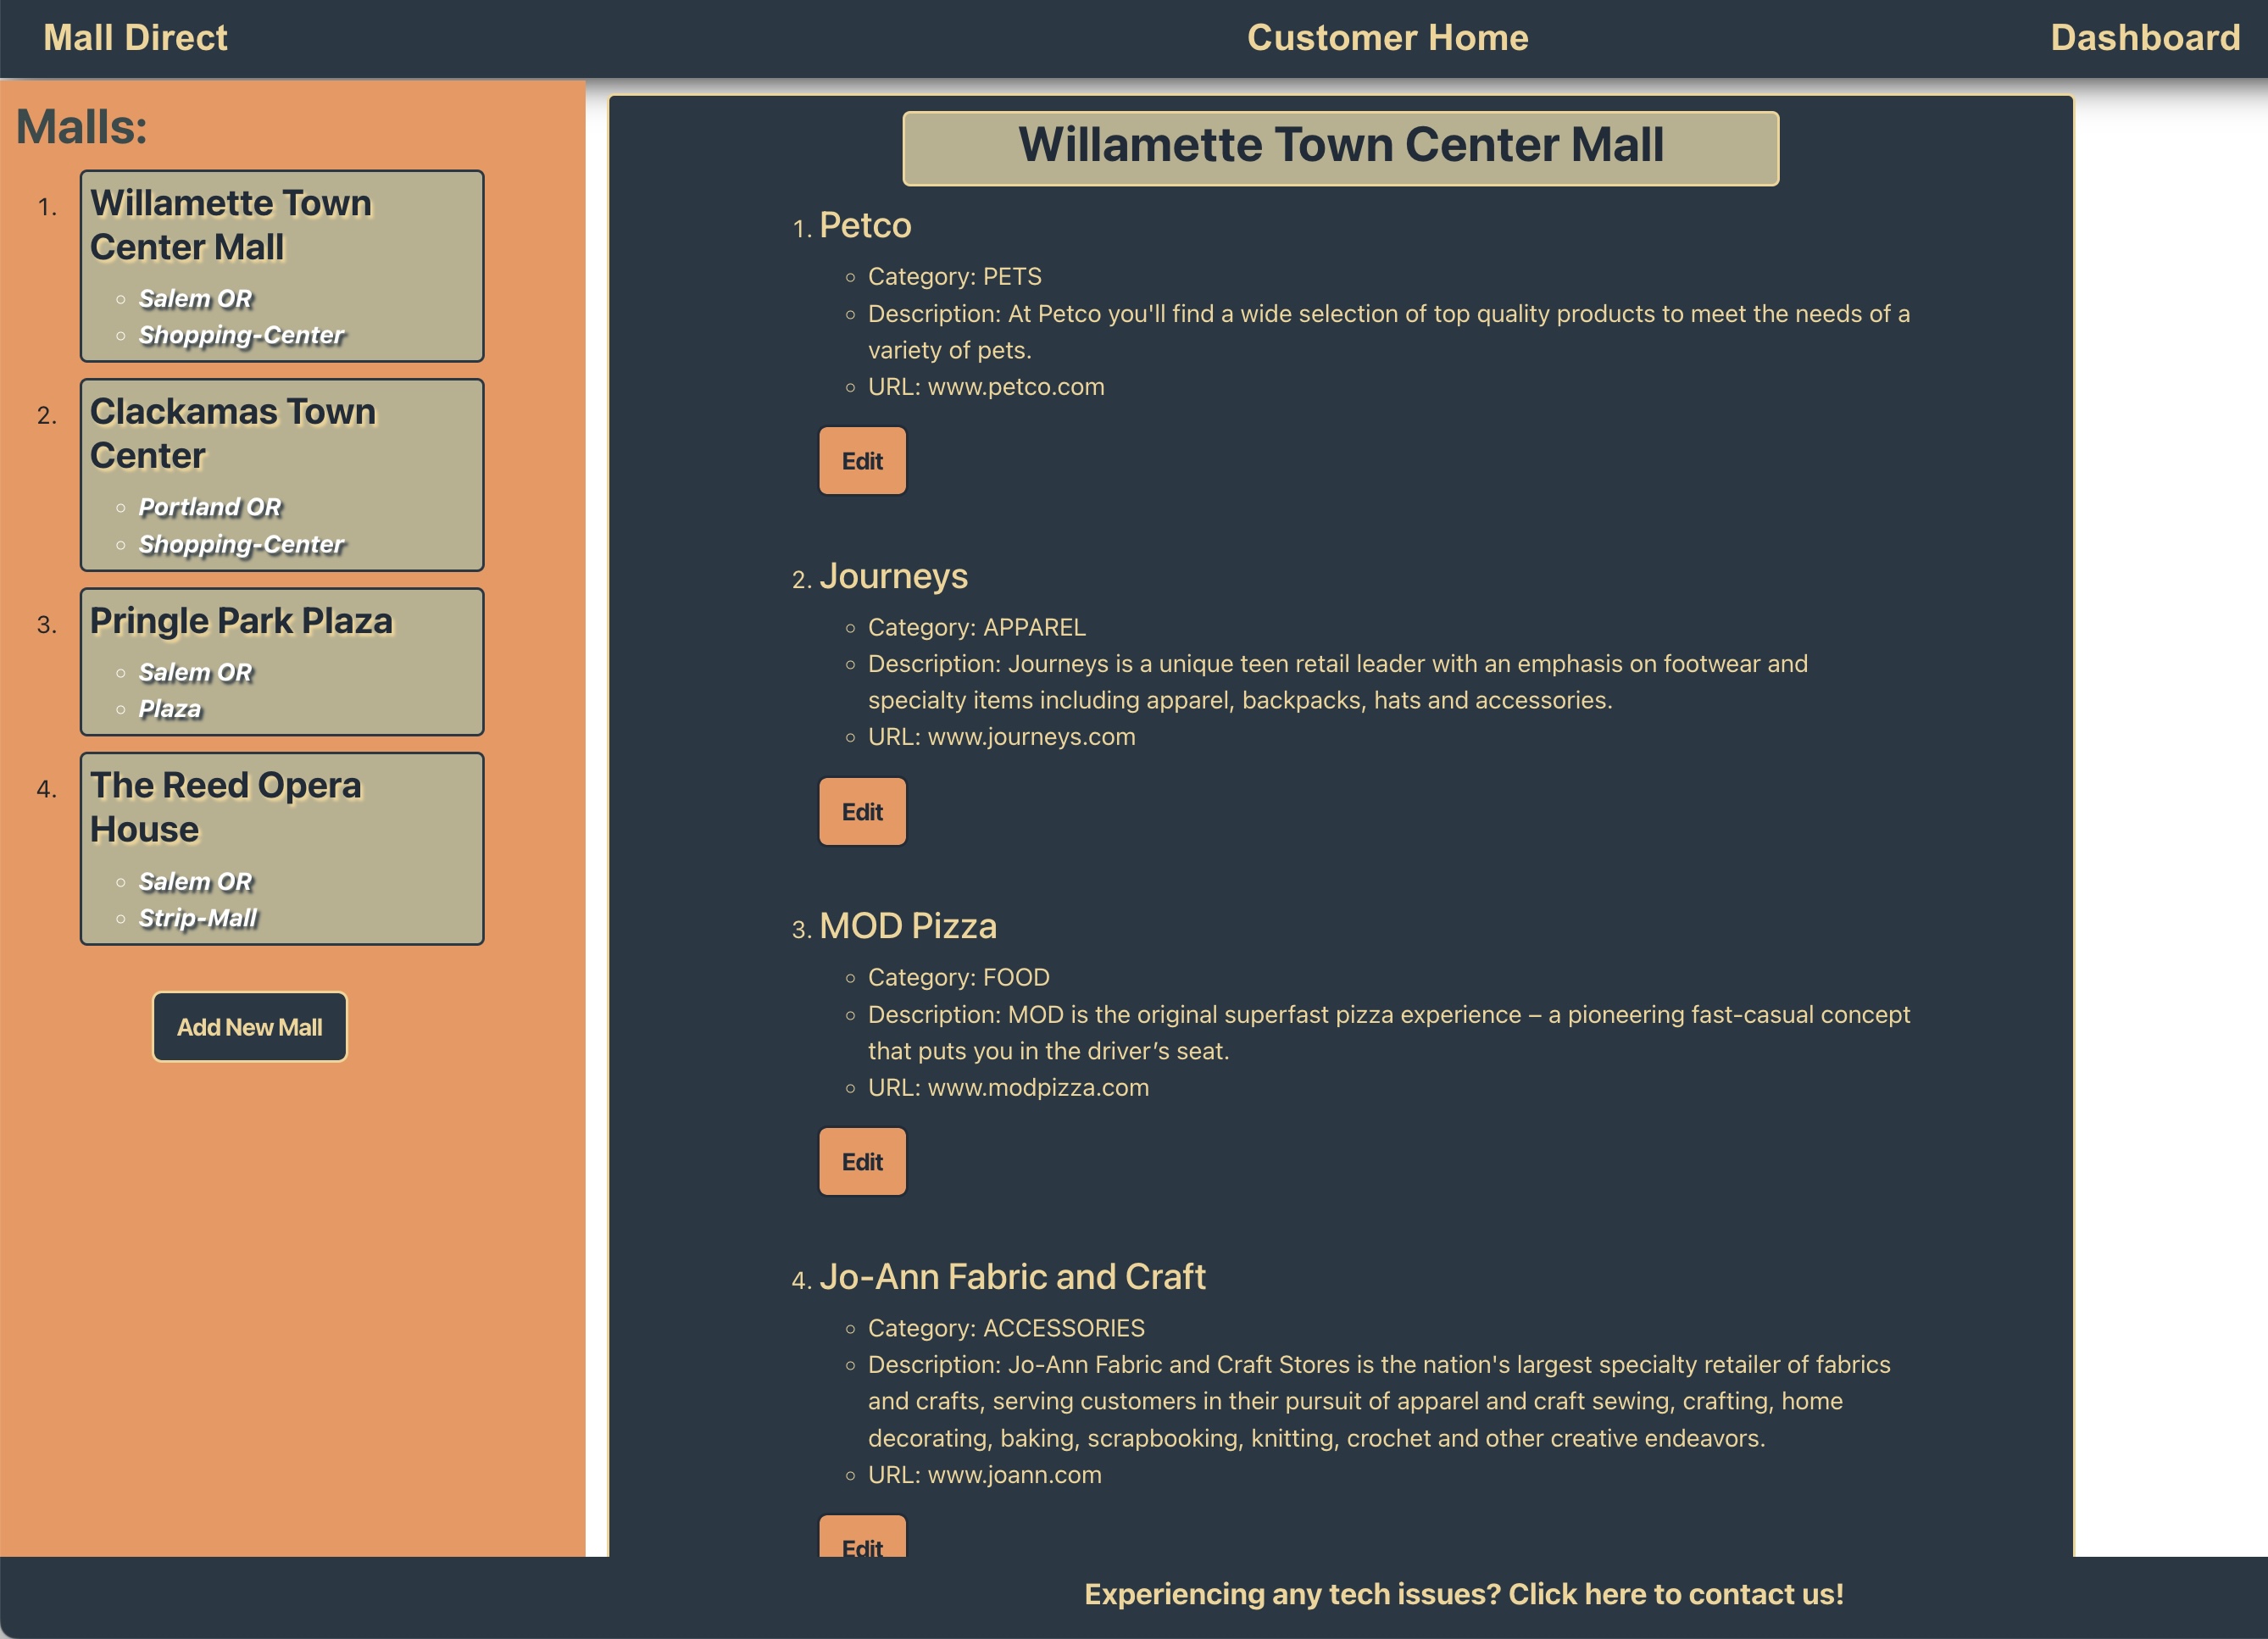 Mall Direct
Customer Home
Dashboard
Malls:
1.
Willamette Town
Center Mall
Salem OR
Shopping-Center
2.
Clackamas Town
Center
Portland OR
Shopping-Center
3.
Pringle Park Plaza
Salem OR
Plaza
4.
The Reed Opera
House
Salem OR
Strip-Mall
Add New Mall
Willamette Town Center Mall
1. Petco
Category: PETS
Description: At Petco you'll find a wide selection of top quality products to meet the needs of a
variety of pets.
URL: www.petco.com
Edit
2. Journeys
Category: APPAREL
Description: Journeys is a unique teen retail leader with an emphasis on footwear and
specialty items including apparel, backpacks, hats and accessories.
URL: www.journeys.com
Edit
3. MOD Pizza
Category: FOOD
Description: MOD is the original superfast pizza experience – a pioneering fast-casual concept
that puts you in the driver’s seat.
URL: www.modpizza.com
Edit
4. Jo-Ann Fabric and Craft
Category: ACCESSORIES
Description: Jo-Ann Fabric and Craft Stores is the nation's largest specialty retailer of fabrics
and crafts, serving customers in their pursuit of apparel and craft sewing, crafting, home
decorating, baking, scrapbooking, knitting, crochet and other creative endeavors.
URL: www.joann.com
Edit
Experiencing any tech issues? Click here to contact us!